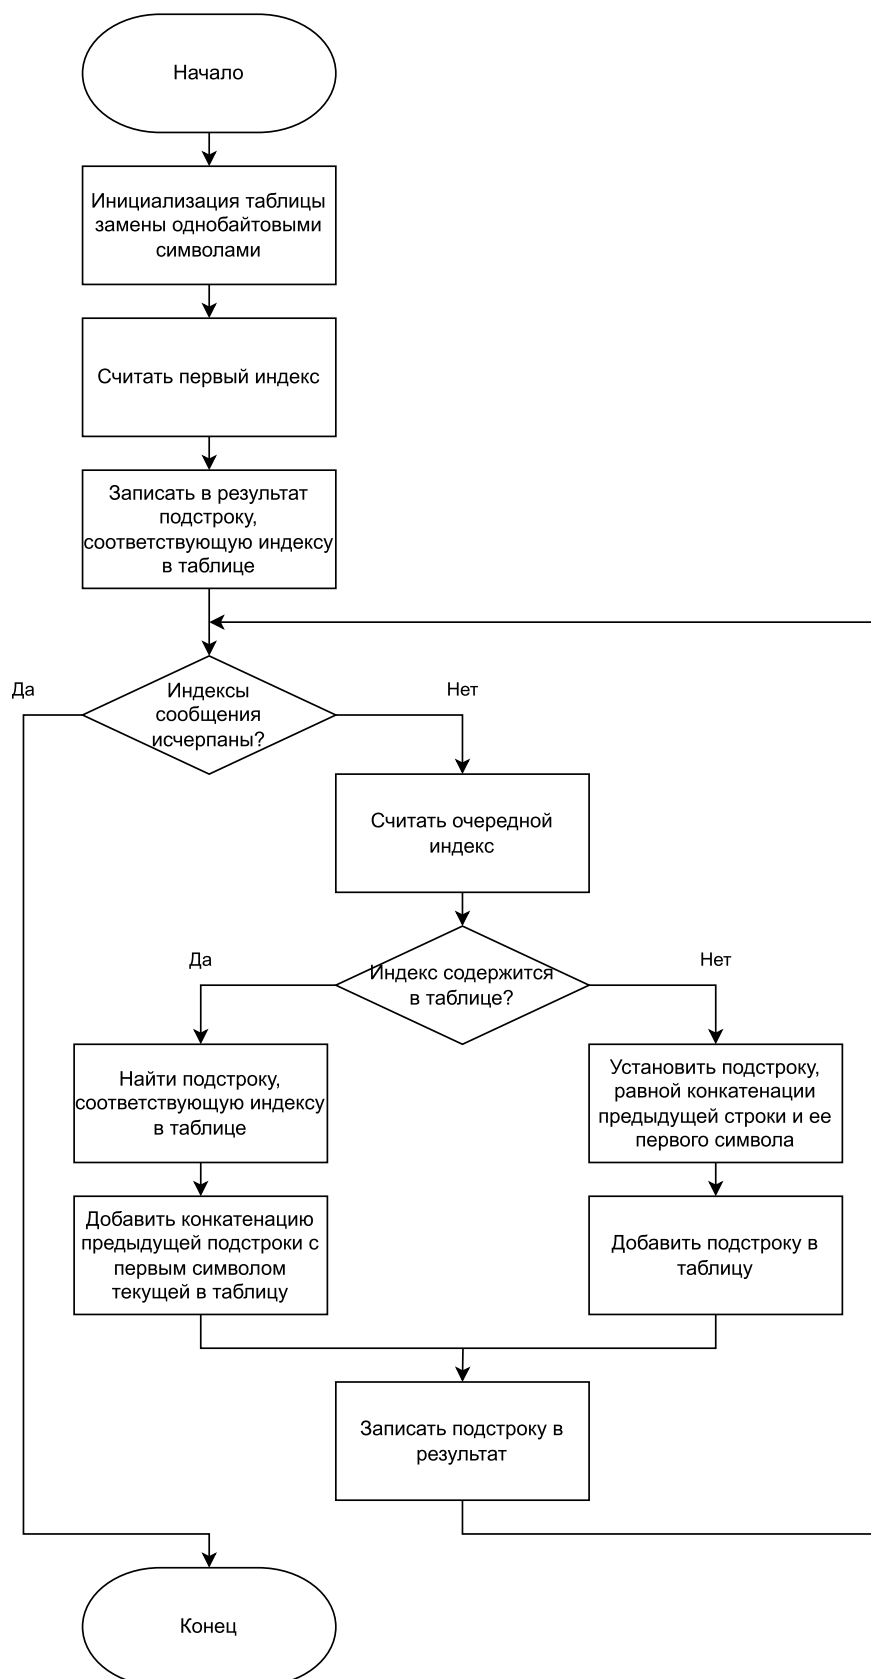 Начало
Инициализация таблицы
замены однобайтовыми
символами
Считать первый индекс
Записать в результат
подстроку,
соответствующую индексу
в таблице
Да
Индексы
сообщения
исчерпаны?
Нет
Считать очередной
индекс
Да
Индекс содержится
в таблице?
Нет
Найти подстроку,
соответствующую индексу
в таблице
Установить подстроку,
равной конкатенации
предыдущей строки и ее
первого символа
Добавить конкатенацию
предыдущей подстроки с
первым символом
текущей в таблицу
Добавить подстроку в
таблицу
Записать подстроку в
результат
Конец